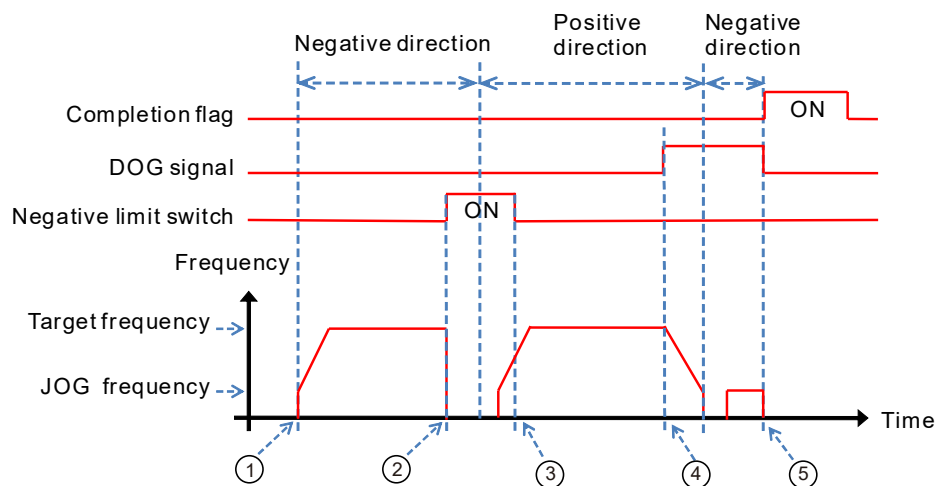 Negative direction
Positive
direction
Negative
direction
Completion flag
ON
DOG signal
Negative limit switch
ON
Frequency
Target frequency
JOG frequency
Time
1
2
3
4
5